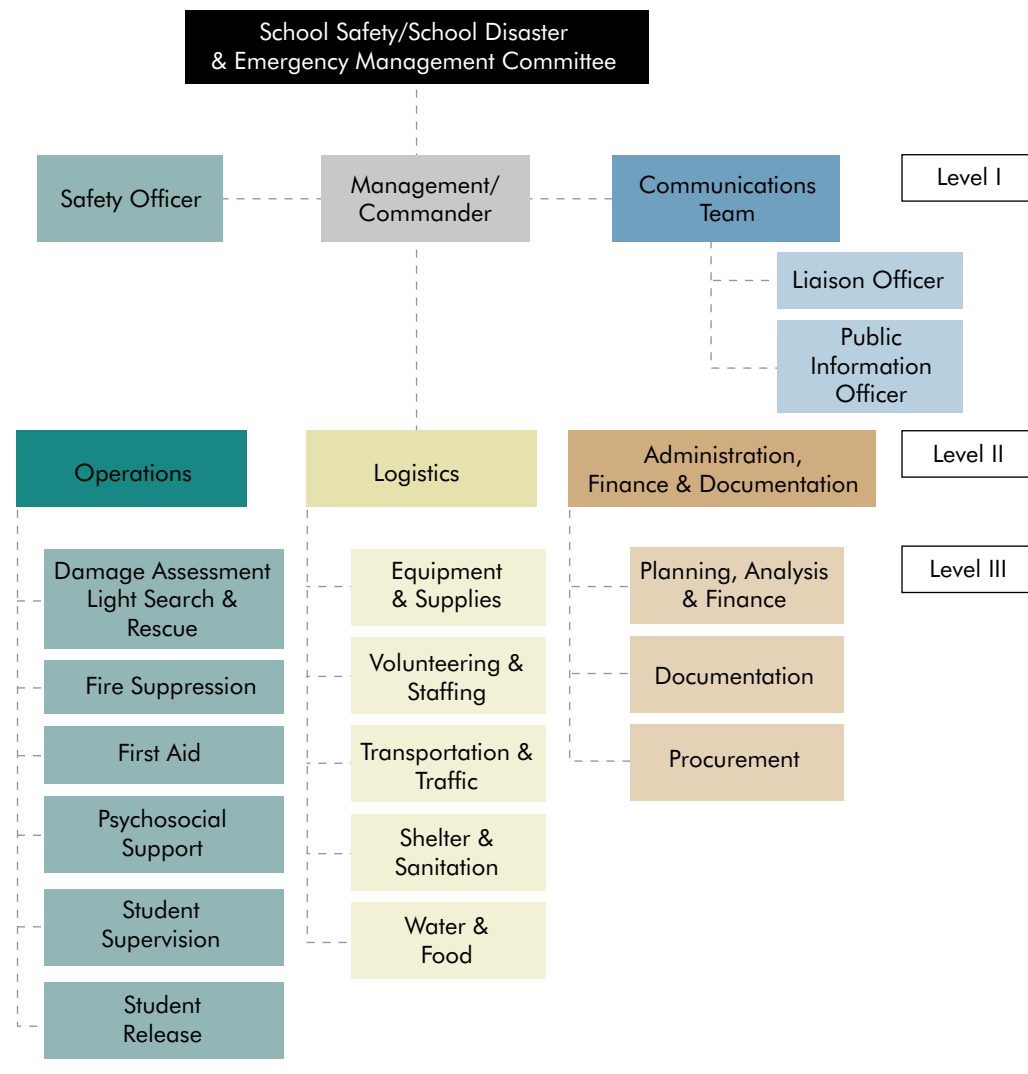 School Safety/School Disaster
& Emergency Management Committee
Safety Officer
Management/
Commander
Communications
Team
Level I
Liaison Officer
Public
Information
Officer
Operations
Logistics
Administration,
Finance & Documentation
Level II
Damage Assessment
Light Search &
Rescue
Fire Suppression
First Aid
Psychosocial
Support
Student
Supervision
Student
Release
Equipment
& Supplies
Volunteering &
Staffing
Transportation &
Traffic
Shelter &
Sanitation
Water &
Food
Planning, Analysis
& Finance
Documentation
Procurement
Level III